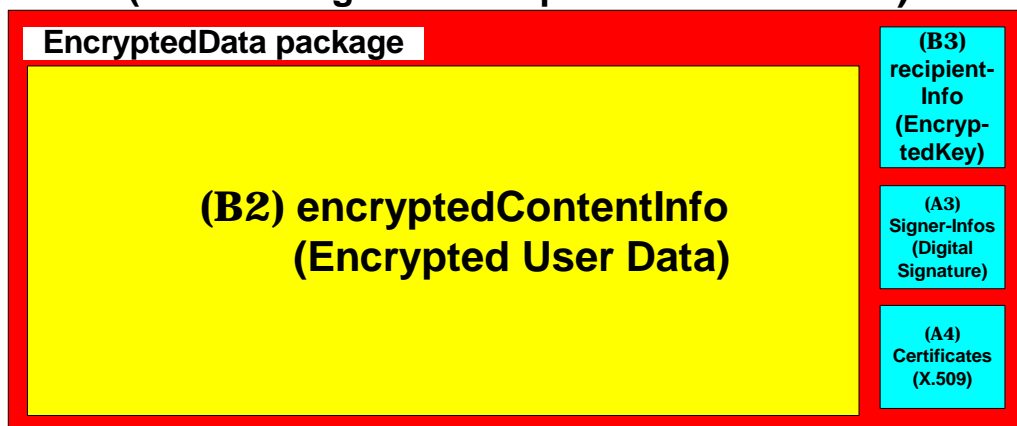 EncryptedData package
(B2) encryptedContentInfo
(Encrypted User Data)
(B3)
recipient-
Info
(Encryp-
tedKey)
(A3)
Signer-Infos
(Digital
Signature)
(A4)
Certificates
(X.509)